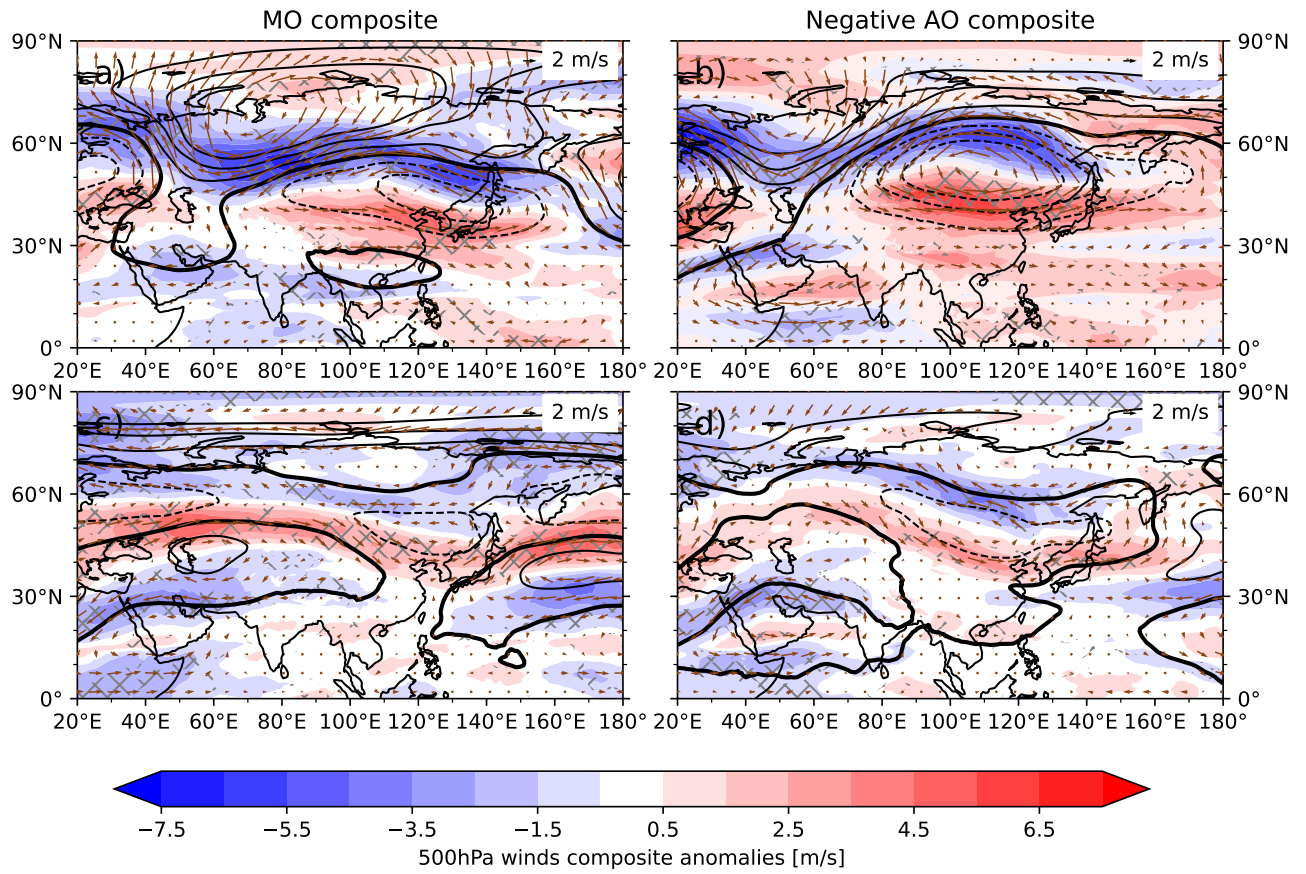 MO composite Negative AO composite
90°N a) 2 m/s b) 2 m/s 90°N
60°N 60°N
30°N 30°N
0° 0°
20°E 40°E 60°E 80°E 100°E 120°E 140°E 160°E 180° 20°E 40°E 60°E 80°E 100°E 120°E 140°E 160°E 180°
90°N c) 2 m/s d) 2 m/s 90°N
60°N 60°N
30°N 30°N
0° 0°
20°E 40°E 60°E 80°E 100°E 120°E 140°E 160°E 180° 20°E 40°E 60°E 80°E 100°E 120°E 140°E 160°E 180°
−7.5 −5.5 −3.5 −1.5 0.5 2.5 4.5 6.5
500hPa winds composite anomalies [m/s]